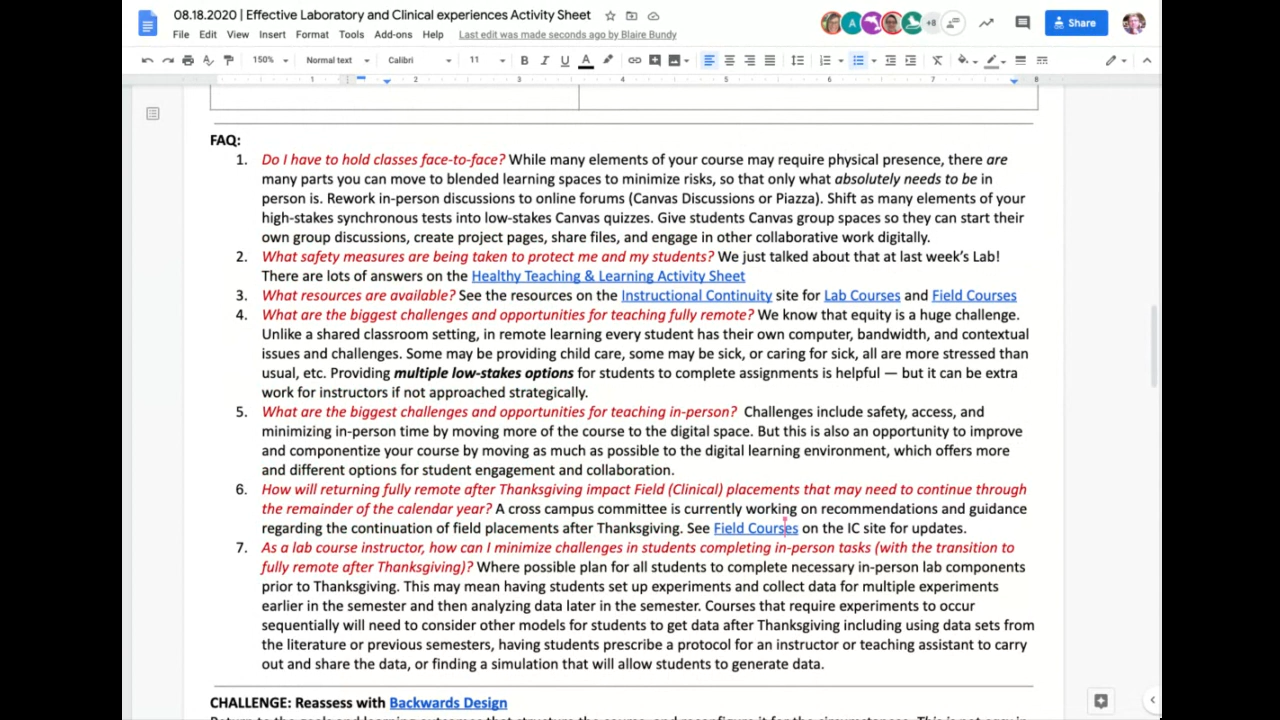 08.18.2020 | Effective Laboratory and Clinical experiences Activity Sheet
A
+8
Share
File Edit View Insert Format Tools Add-ons Help Last edit was made seconds ago by Blaire Bundy
150% Normal text Calibri 11 B I U A
1 1 2 3 4 5 6 7 8
FAQ:
1. Do I have to hold classes face-to-face? While many elements of your course may require physical presence, there are
many parts you can move to blended learning spaces to minimize risks, so that only what absolutely needs to be in
person is. Rework in-person discussions to online forums (Canvas Discussions or Piazza). Shift as many elements of your
high-stakes synchronous tests into low-stakes Canvas quizzes. Give students Canvas group spaces so they can start their
own group discussions, create project pages, share files, and engage in other collaborative work digitally.
2. What safety measures are being taken to protect me and my students? We just talked about that at last week's Lab!
There are lots of answers on the Healthy Teaching & Learning Activity Sheet
3. What resources are available? See the resources on the Instructional Continuity site for Lab Courses and Field Courses
4. What are the biggest challenges and opportunities for teaching fully remote? We know that equity is a huge challenge.
Unlike a shared classroom setting, in remote learning every student has their own computer, bandwidth, and contextual
issues and challenges. Some may be providing child care, some may be sick, or caring for sick, all are more stressed than
usual, etc. Providing multiple low-stakes options for students to complete assignments is helpful — but it can be extra
work for instructors if not approached strategically.
5. What are the biggest challenges and opportunities for teaching in-person? Challenges include safety, access, and
minimizing in-person time by moving more of the course to the digital space. But this is also an opportunity to improve
and componentize your course by moving as much as possible to the digital learning environment, which offers more
and different options for student engagement and collaboration.
6. How will returning fully remote after Thanksgiving impact Field (Clinical) placements that may need to continue through
the remainder of the calendar year? A cross campus committee is currently working on recommendations and guidance
regarding the continuation of field placements after Thanksgiving. See Field Courses on the IC site for updates.
7. As a lab course instructor, how can I minimize challenges in students completing in-person tasks (with the transition to
fully remote after Thanksgiving)? Where possible plan for all students to complete necessary in-person lab components
prior to Thanksgiving. This may mean having students set up experiments and collect data for multiple experiments
earlier in the semester and then analyzing data later in the semester. Courses that require experiments to occur
sequentially will need to consider other models for students to get data after Thanksgiving including using data sets from
the literature or previous semesters, having students prescribe a protocol for an instructor or teaching assistant to carry
out and share the data, or finding a simulation that will allow students to generate data.
CHALLENGE: Reassess with Backwards Design